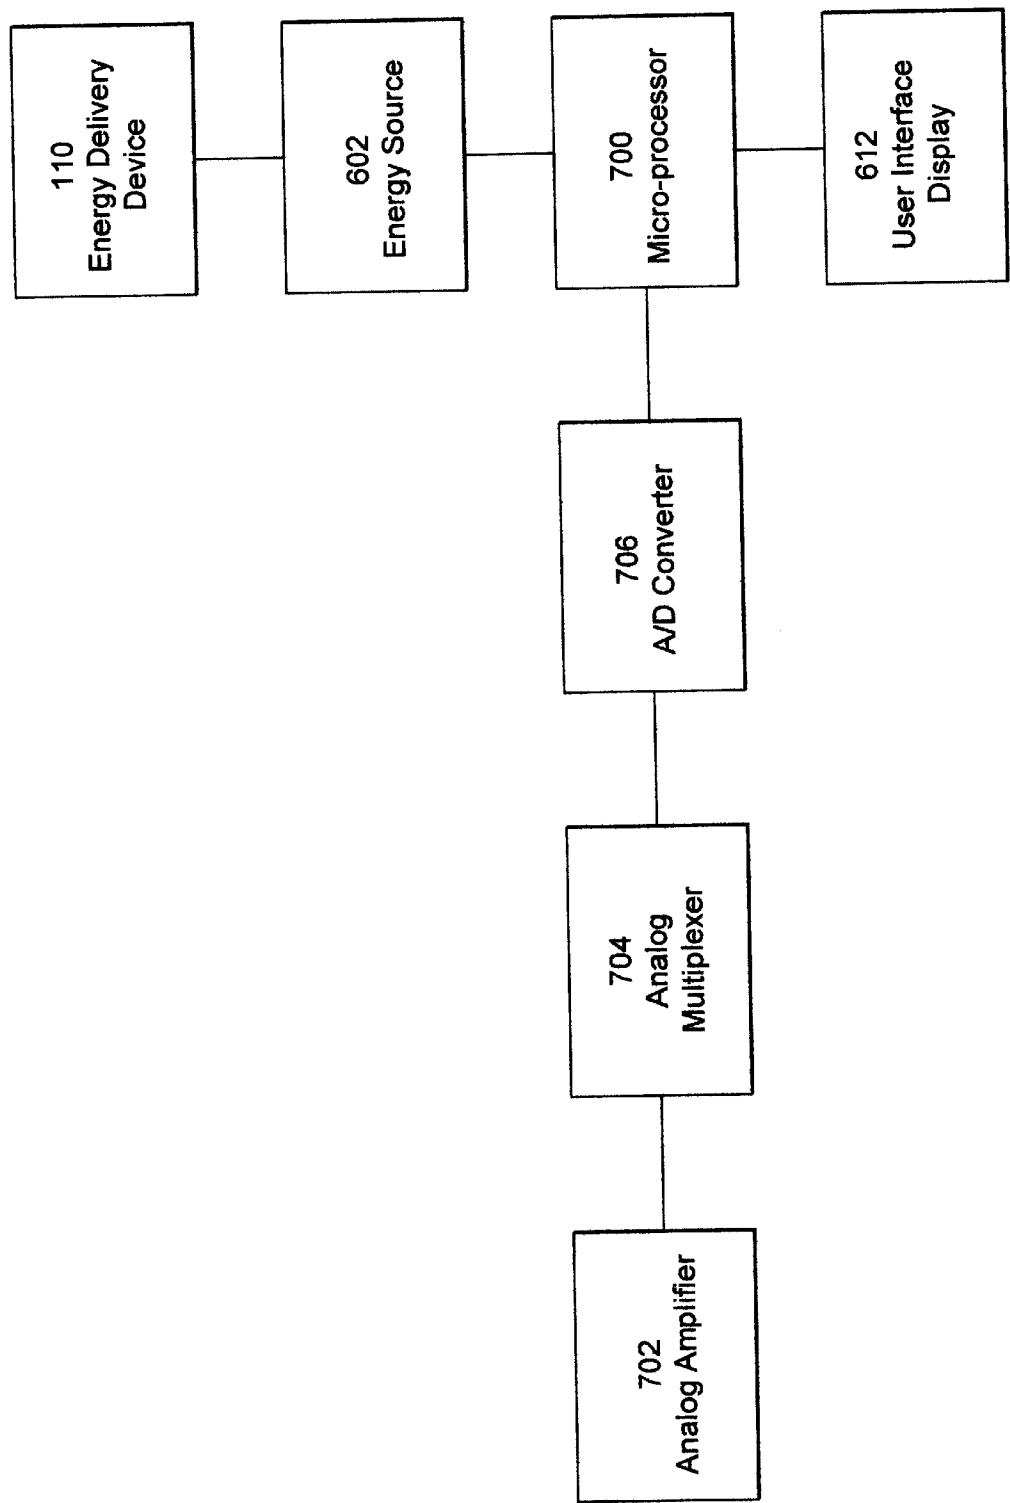 110
Energy Delivery
Device
602
Energy Source
700
Micro-processor
612
User Interface
Display
706
A/D Converter
704
Analog
Multiplexer
702
Analog Amplifier